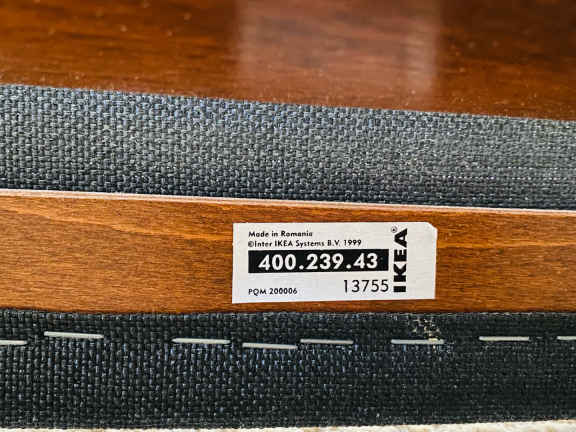 Made in Romania
©Inter IKEA Systems B.V. 1999
400.239.43
PQM 200006
13755
IKEA®